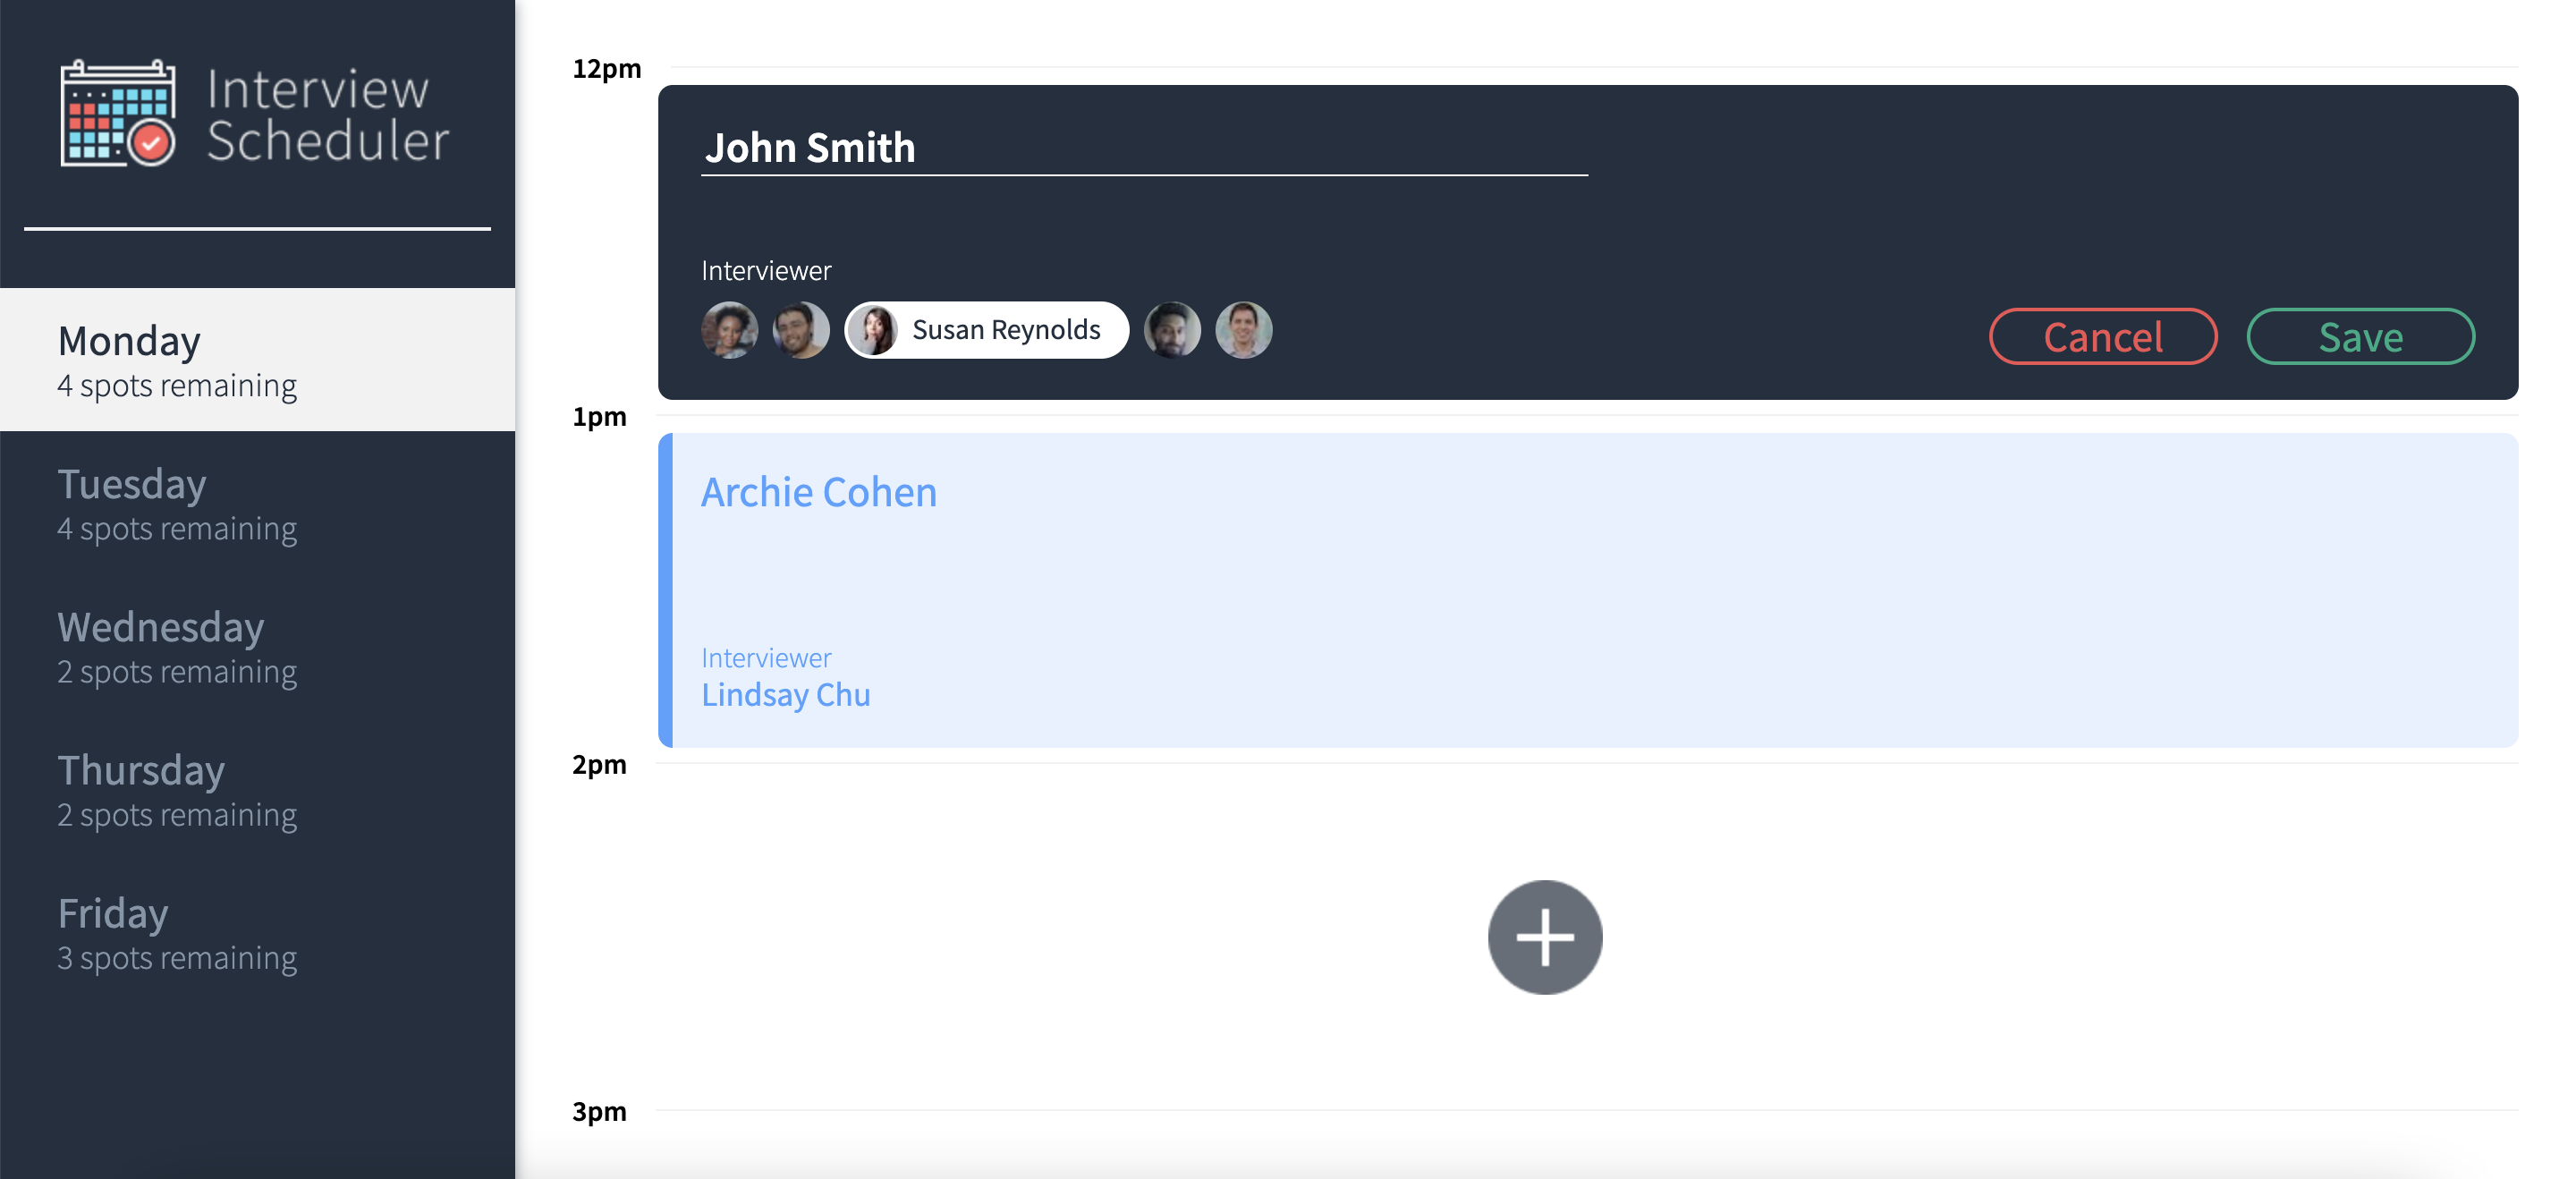 Interview
Scheduler
Monday
4 spots remaining
Tuesday
4 spots remaining
Wednesday
2 spots remaining
Thursday
2 spots remaining
Friday
3 spots remaining
12pm
John Smith
Interviewer
Susan Reynolds
Cancel
Save
1pm
Archie Cohen
Interviewer
Lindsay Chu
2pm
3pm